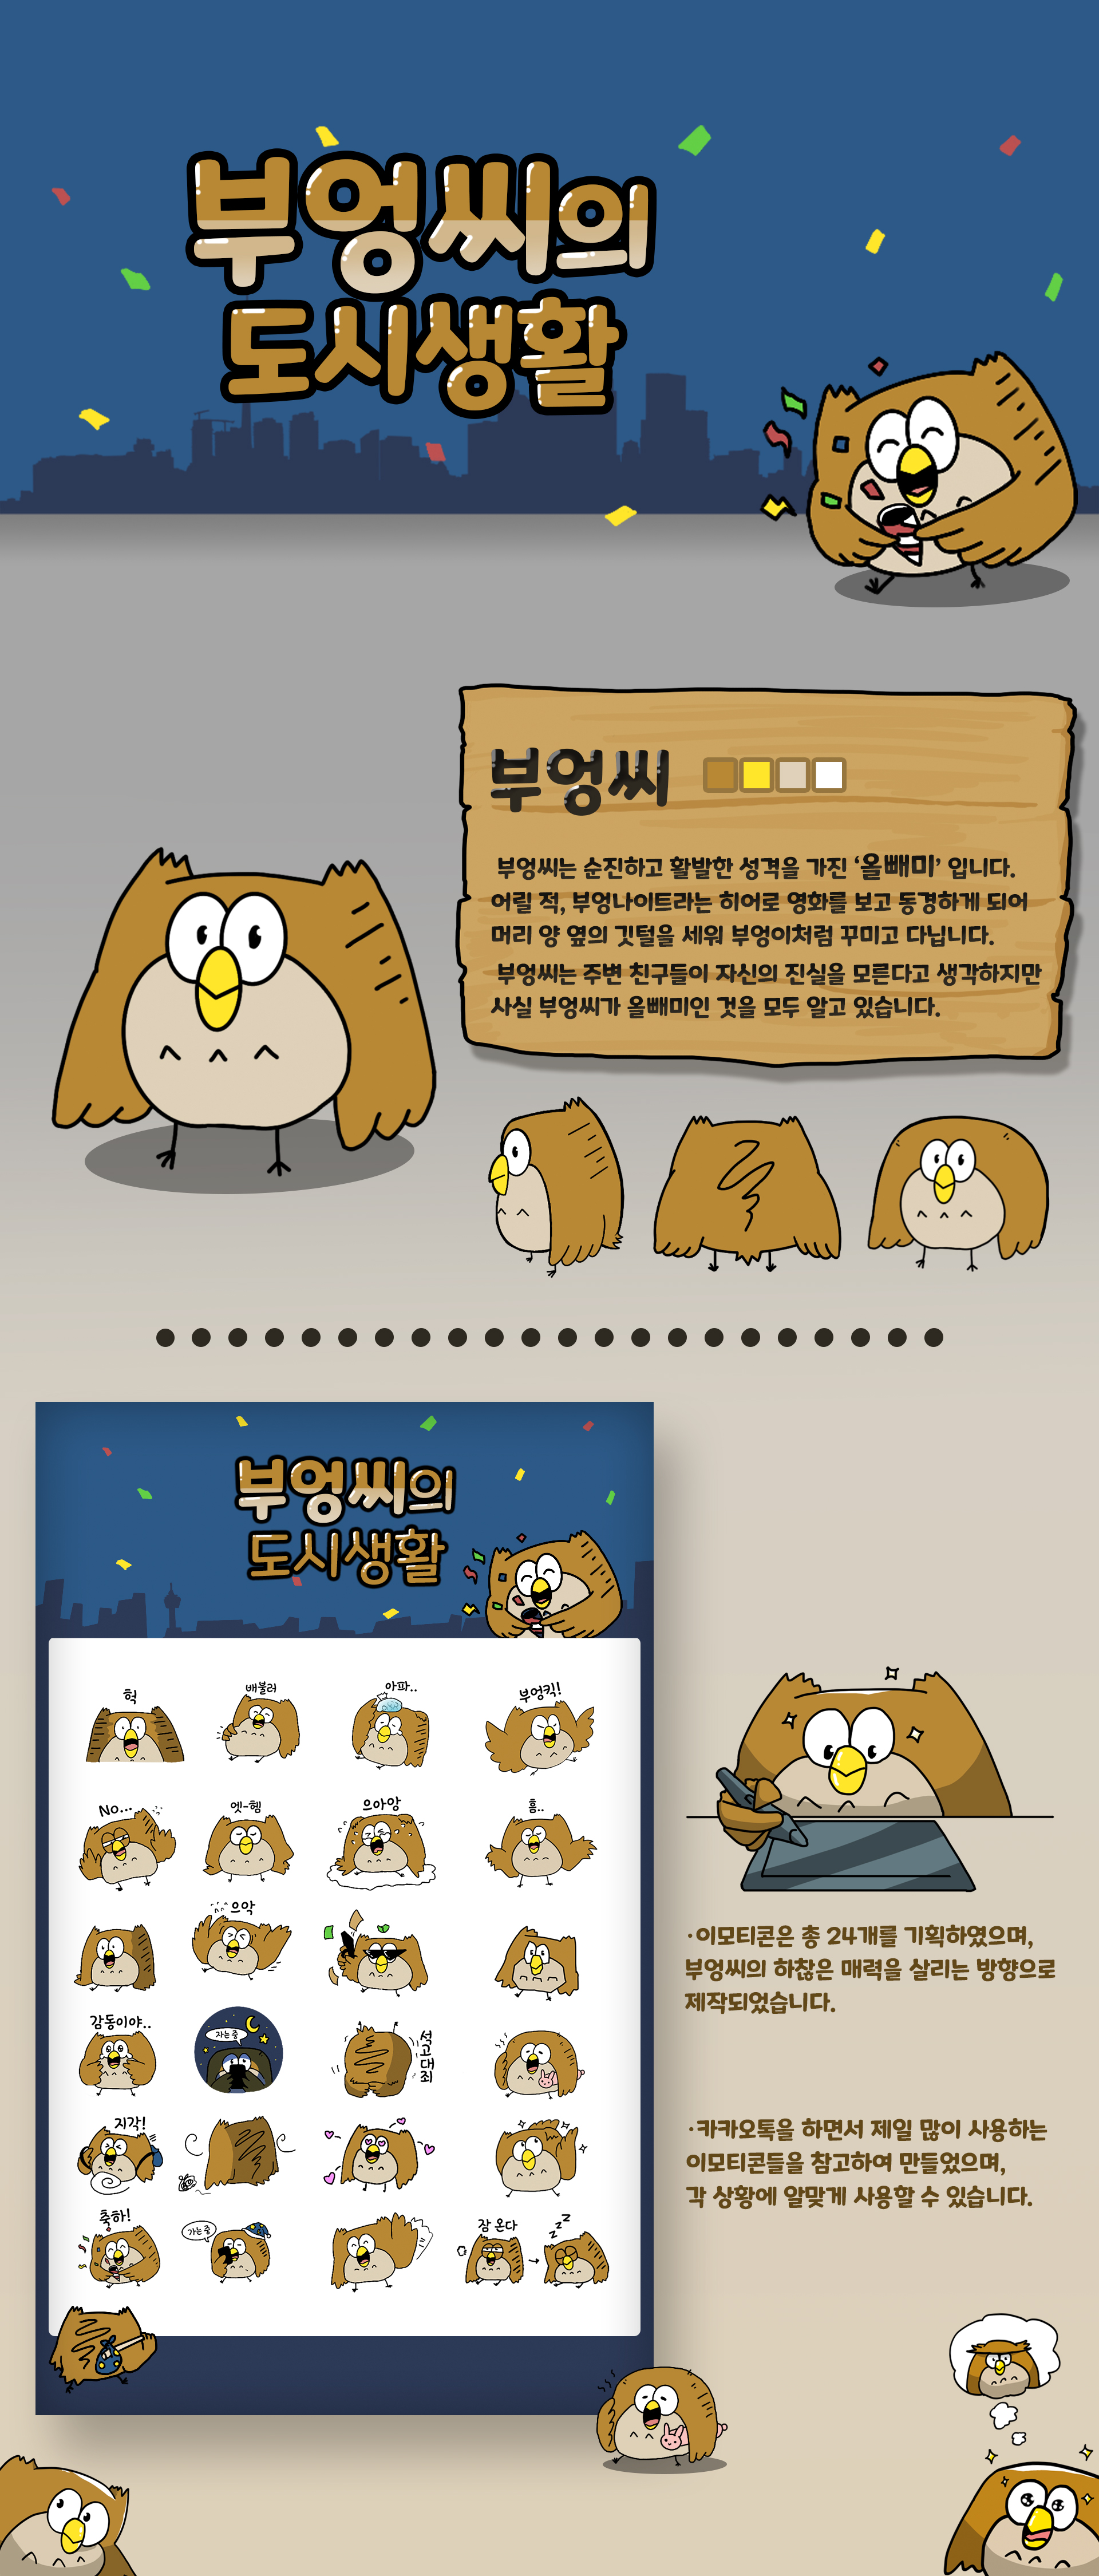 부엉씨의
도시생활
부엉씨
부엉씨는 순진하고 활발한 성격을 가진 ‘올빼미’ 입니다.
어릴 적, 부엉나이트라는 히어로 영화를 보고 동경하게 되어
머리 양 옆의 깃털을 세워 부엉이처럼 꾸미고 다닙니다.
부엉씨는 주변 친구들이 자신의 진실을 모른다고 생각하지만
사실 부엉씨가 올빼미인 것을 모두 알고 있습니다.
부엉씨의
도시생활
헉
배불러
아파..
부엉킥!
No...
엣-헴
으아앙
흠..
으악
감동이야..
자는 중
석고대죄
지각!
축하!
가는 중
잠 온다
z z z
·이모티콘은 총 24개를 기획하였으며,
부엉씨의 하찮은 매력을 살리는 방향으로
제작되었습니다.
·카카오톡을 하면서 제일 많이 사용하는
이모티콘들을 참고하여 만들었으며,
각 상황에 알맞게 사용할 수 있습니다.